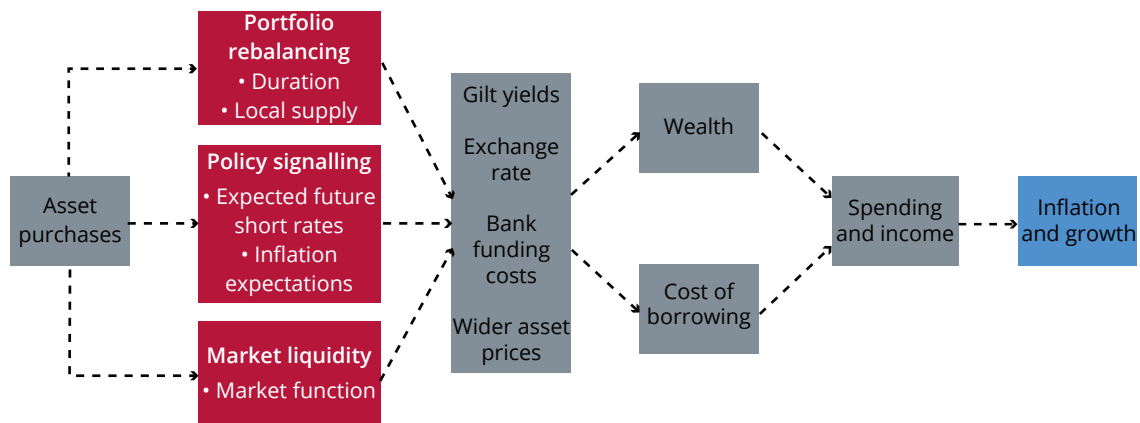 Asset
purchases
Portfolio
rebalancing
• Duration
• Local supply
Policy signalling
• Expected future
short rates
• Inflation
expectations
Market liquidity
• Market function
Gilt yields
Exchange
rate
Bank
funding
costs
Wider asset
prices
Wealth
Cost of
borrowing
Spending
and income
Inflation
and growth